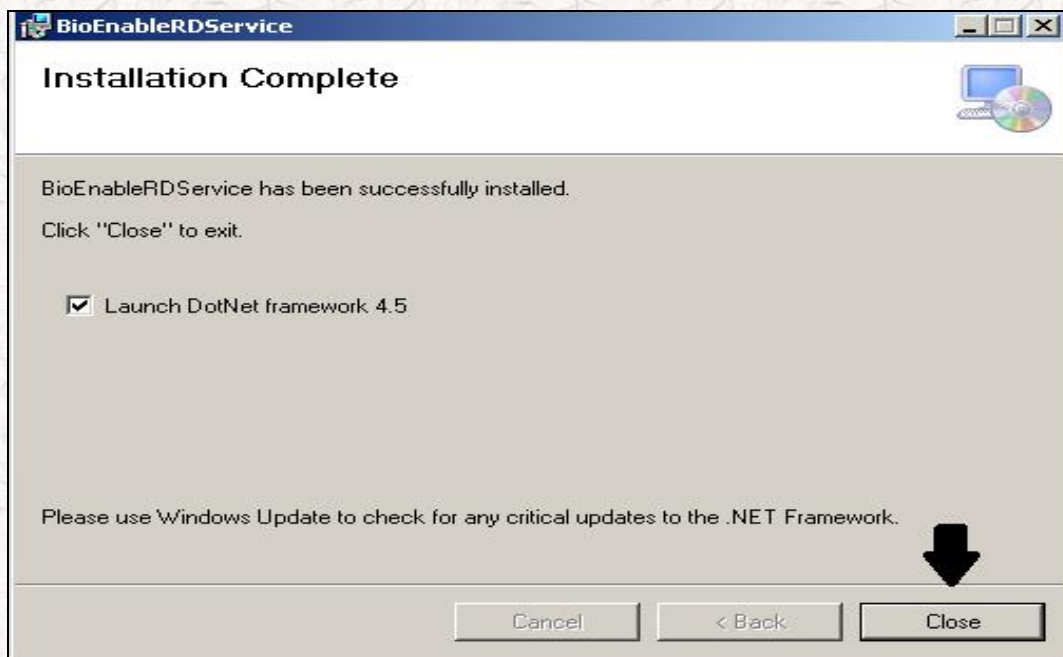 BioEnableRDService
Installation Complete
BioEnableRDService has been successfully installed.
Click "Close" to exit.
Launch DotNet framework 4.5
Please use Windows Update to check for any critical updates to the .NET Framework.
Cancel
< Back
Close